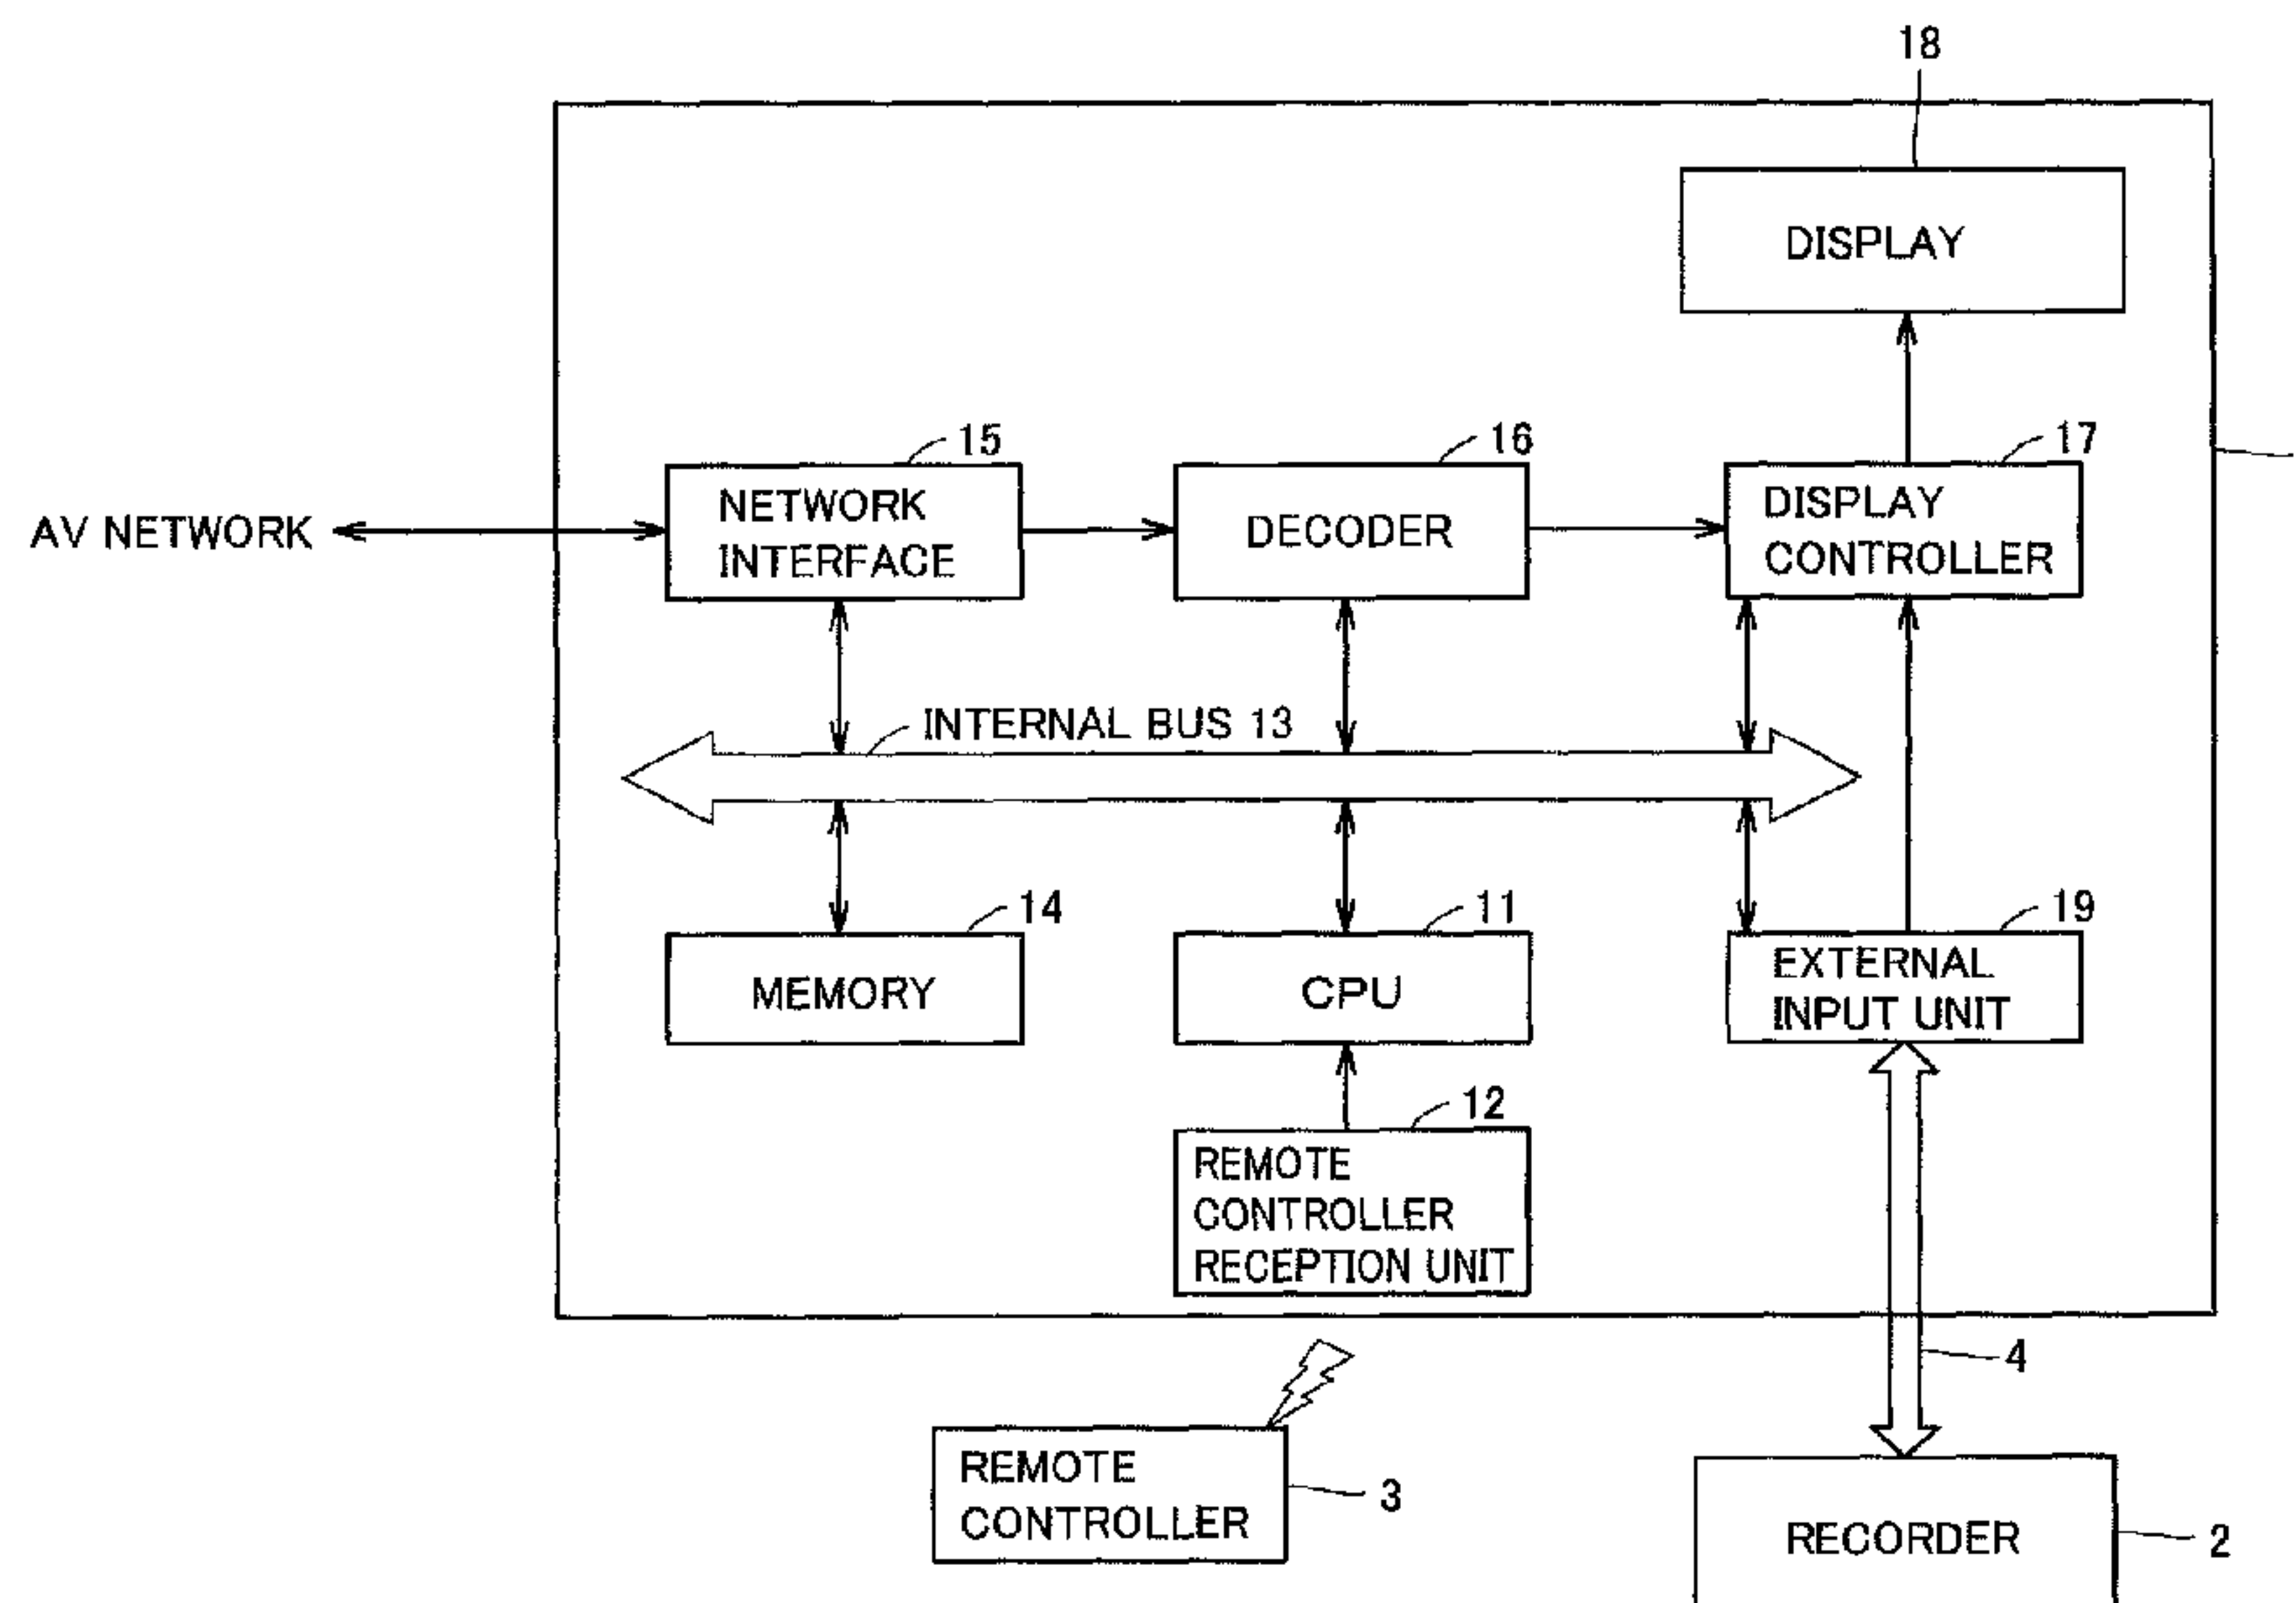 18
DISPLAY
15
16
17
AV NETWORK
NETWORK
INTERFACE
DECODER
DISPLAY
CONTROLLER
INTERNAL BUS 13
14
11
19
MEMORY
CPU
EXTERNAL
INPUT UNIT
12
REMOTE
CONTROLLER
RECEPTION UNIT
4
REMOTE
CONTROLLER
3
RECORDER
2